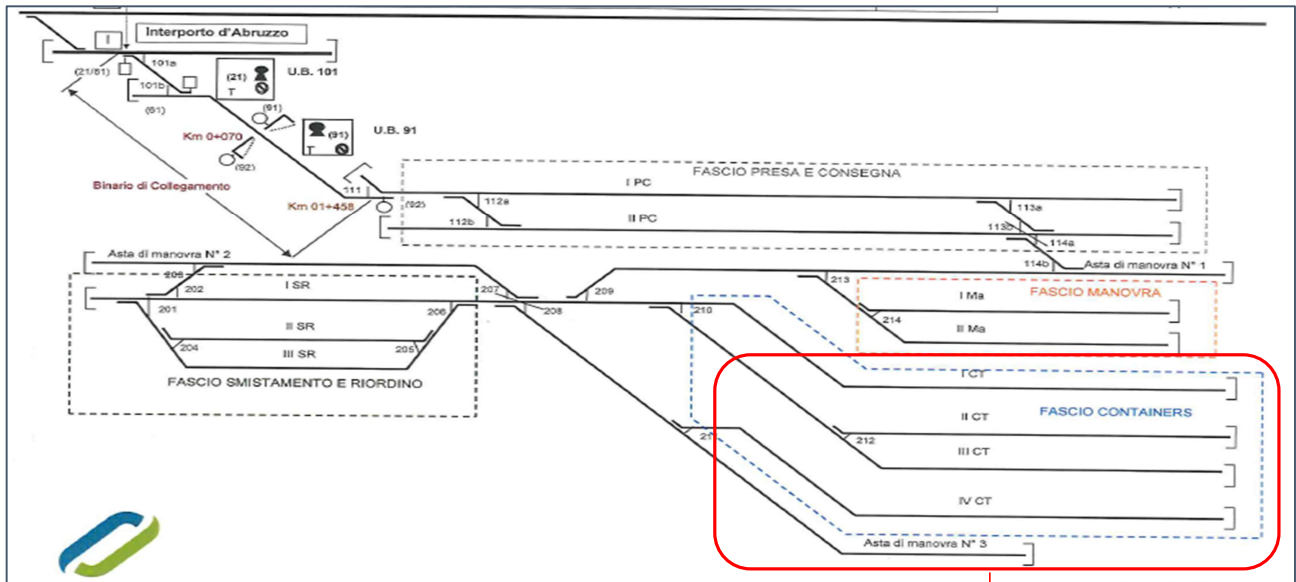 Interporto d'Abruzzo
I
(21/61)
101a
101b
(61)
(21)
T
U.B. 101
(91)
Km 0+070
(92)
(91)
T
U.B. 91
Binario di Collegamento
111
Km 01+458
(92)
FASCIO PRESA E CONSEGNA
I PC
112a
113a
II PC
112b
113b
114a
114b
Asta di manovra N° 1
Asta di manovra N° 2
202
I SR
207
209
213
I Ma
FASCIO MANOVRA
201
206
208
210
214
II Ma
II SR
204
III SR
205
FASCIO SMISTAMENTO E RIORDINO
I CT
II CT
FASCIO CONTAINERS
212
III CT
IV CT
Asta di manovra N° 3